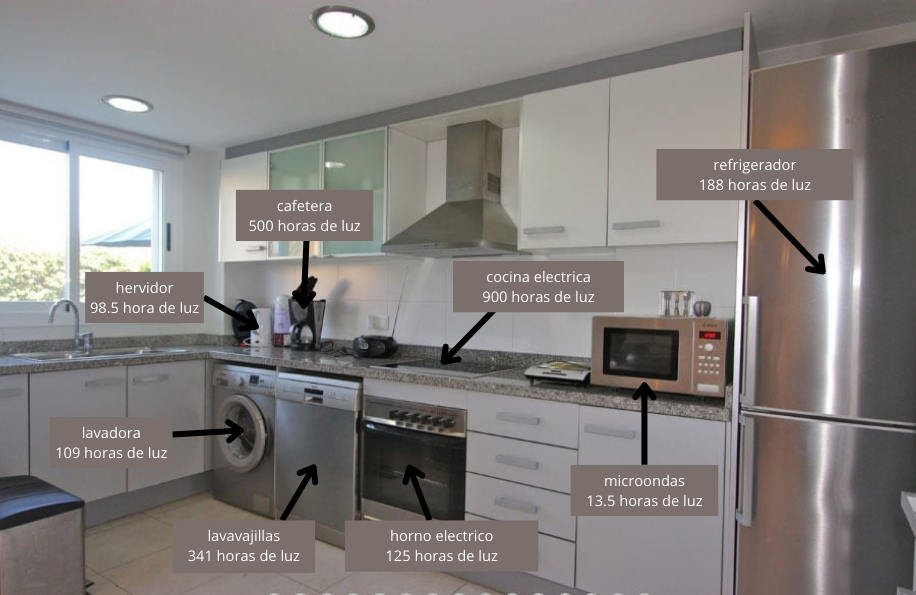 refrigerador
188 horas de luz
cafetera
500 horas de luz
cocina electrica
900 horas de luz
hervidor
98.5 hora de luz
lavadora
109 horas de luz
microondas
13.5 horas de luz
lavavajillas
341 horas de luz
horno electrico
125 horas de luz